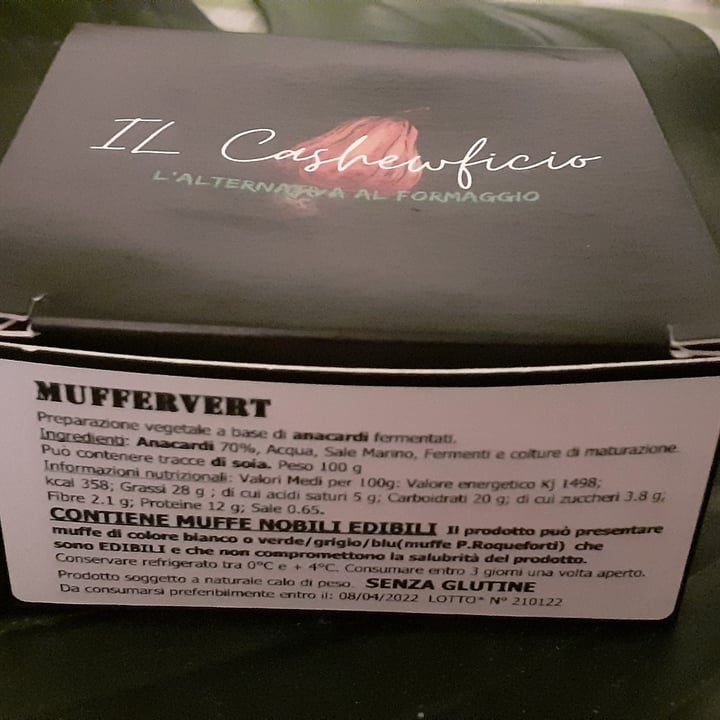 IL Cashewficio
L'ALTERNATIVA AL FORMAGGIO
MUFFERVERT
Preparazione vegetale a base di anacardi fermentati.
Ingredienti: Anacardi 70%, Acqua, Sale Marino, Fermenti e colture di maturazione.
Può contenere tracce di soia. Peso 100 g
Informazioni nutrizionali: Valori Medi per 100g: Valore energetico Kj 1498;
kcal 358; Grassi 28 g ; di cui acidi saturi 5 g; Carboidrati 20 g; di cui zuccheri 3.8 g;
Fibre 2.1 g; Proteine 12 g; Sale 0.65.
CONTIENE MUFFE NOBILI EDIBILI Il prodotto può presentare
muffe di colore bianco o verde/grigio/blu(muffe P.Roqueforti) che
sono EDIBILI e che non compromettono la salubrità del prodotto.
Conservare refrigerato tra 0°C e + 4°C. Consumare entro 3 giorni una volta aperto.
Prodotto soggetto a naturale calo di peso. SENZA GLUTINE
Da consumarsi preferibilmente entro il: 08/04/2022 LOTTO* N° 210122